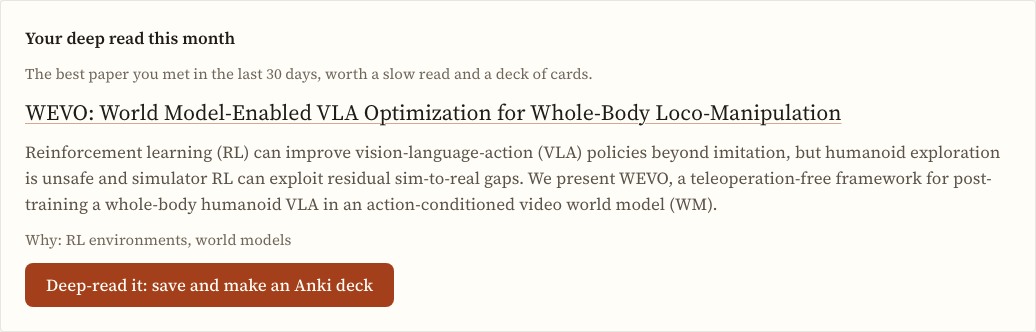 Your deep read this month
The best paper you met in the last 30 days, worth a slow read and a deck of cards.
WEVO: World Model-Enabled VLA Optimization for Whole-Body Loco-Manipulation
Reinforcement learning (RL) can improve vision-language-action (VLA) policies beyond imitation, but humanoid exploration
is unsafe and simulator RL can exploit residual sim-to-real gaps. We present WEVO, a teleoperation-free framework for post-
training a whole-body humanoid VLA in an action-conditioned video world model (WM).
Why: RL environments, world models
Deep-read it: save and make an Anki deck